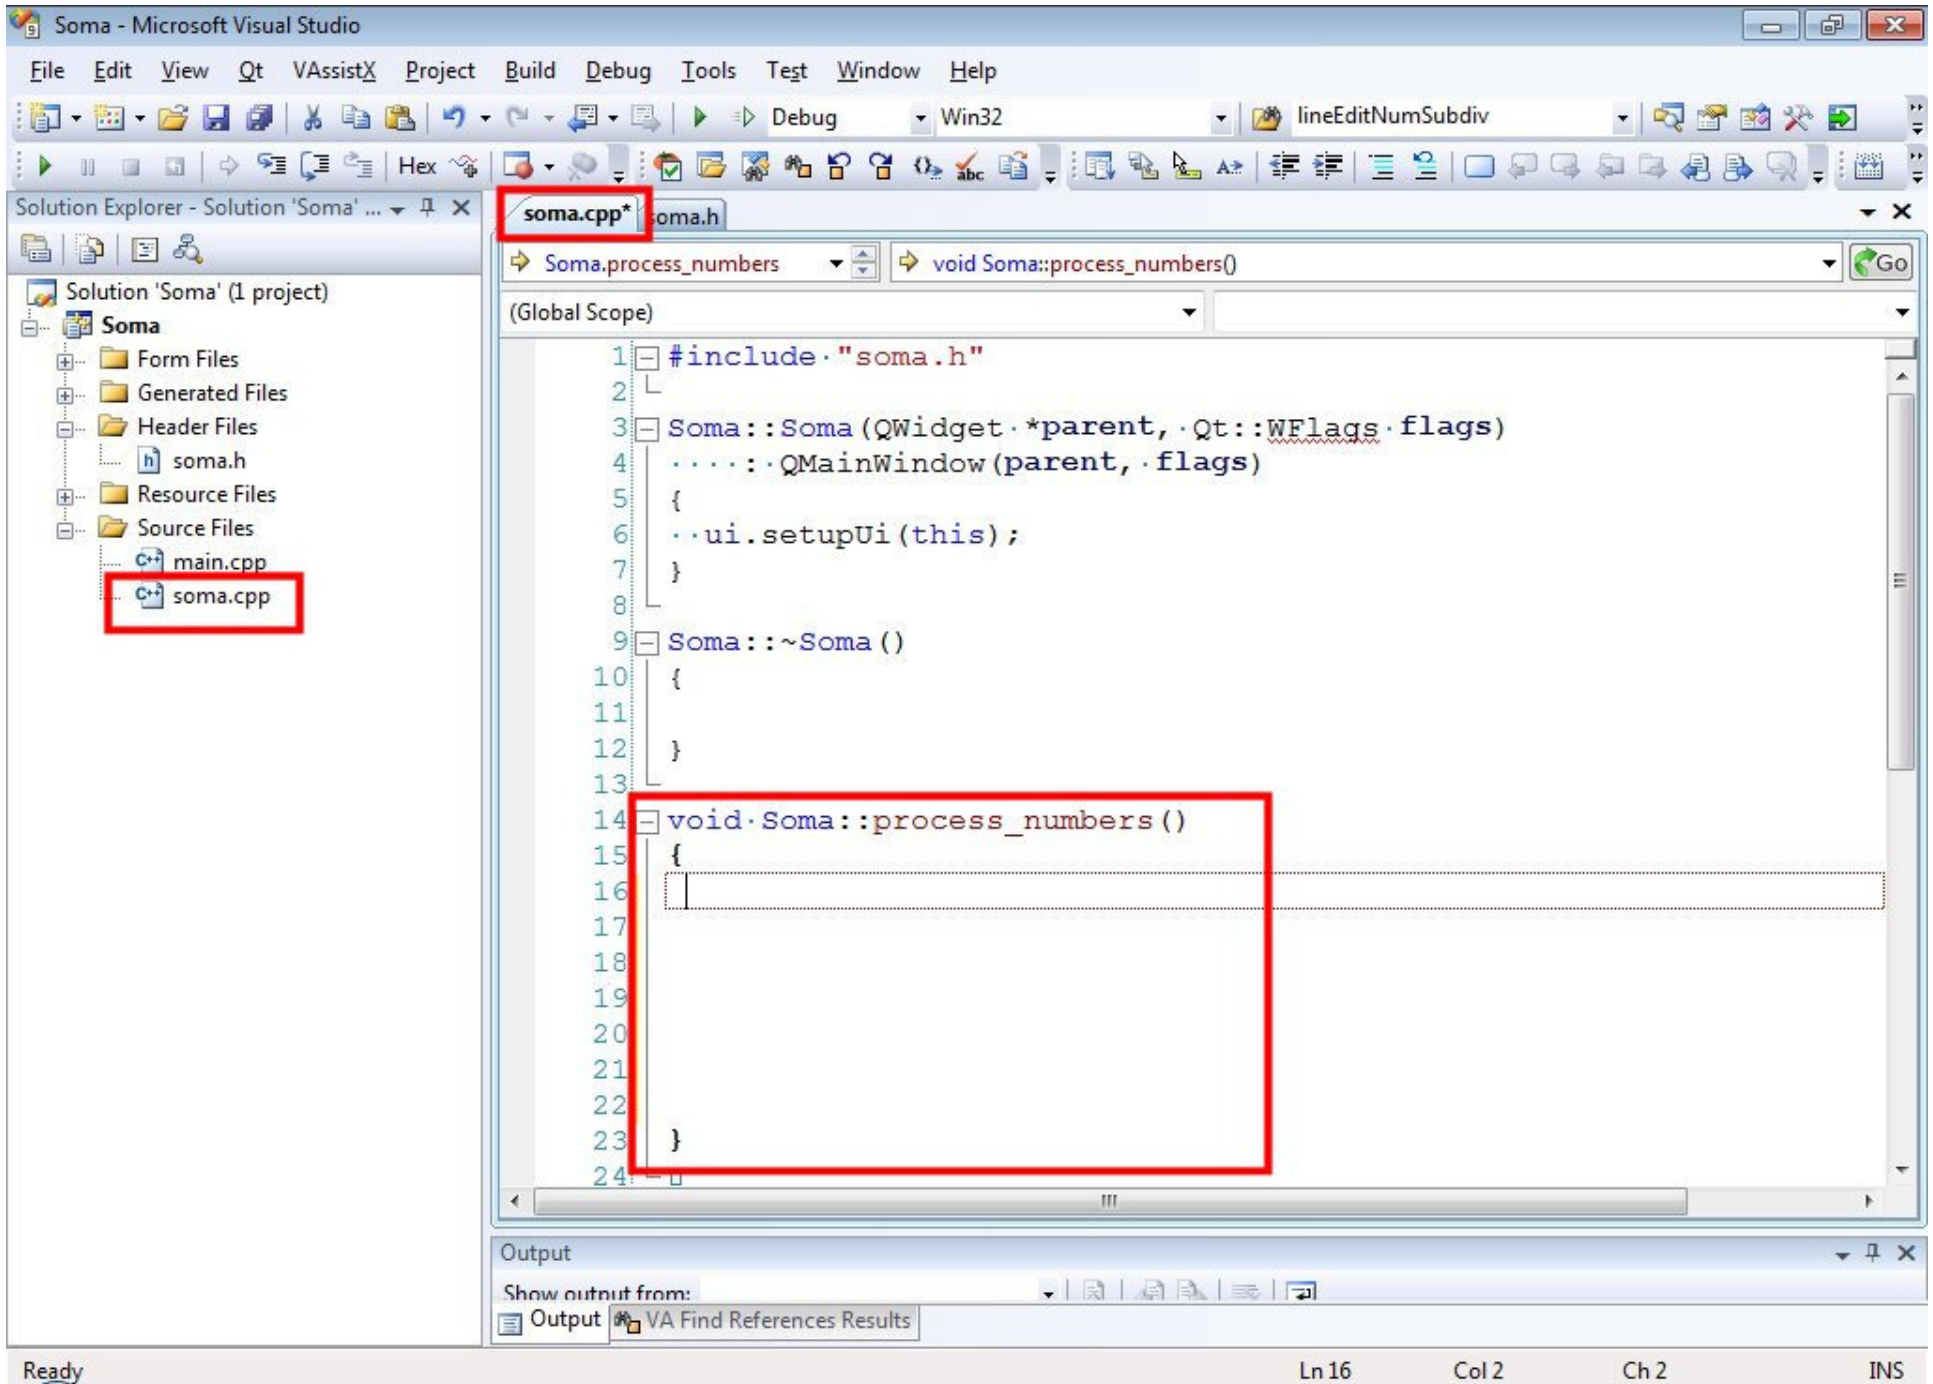 Soma - Microsoft Visual Studio
File Edit View Qt VAssistX Project Build Debug Tools Test Window Help
Debug Win32 lineEditNumSubdiv
Hex
Solution Explorer - Solution 'Soma' ...
Solution 'Soma' (1 project)
Soma
Form Files
Generated Files
Header Files
soma.h
Resource Files
Source Files
main.cpp
soma.cpp
soma.cpp* soma.h
Soma.process_numbers void Soma::process_numbers() Go
(Global Scope)
1 #include·"soma.h"
2
3 Soma::Soma(QWidget·*parent,·Qt::WFlags·flags)
4 ····:·QMainWindow(parent,·flags)
5 {
6 ··ui.setupUi(this);
7 }
8
9 Soma::~Soma()
10 {
11
12 }
13
14 void·Soma::process_numbers()
15 {
16
17
18
19
20
21
22
23 }
24
Output
Show output from:
Output VA Find References Results
Ready Ln 16 Col 2 Ch 2 INS